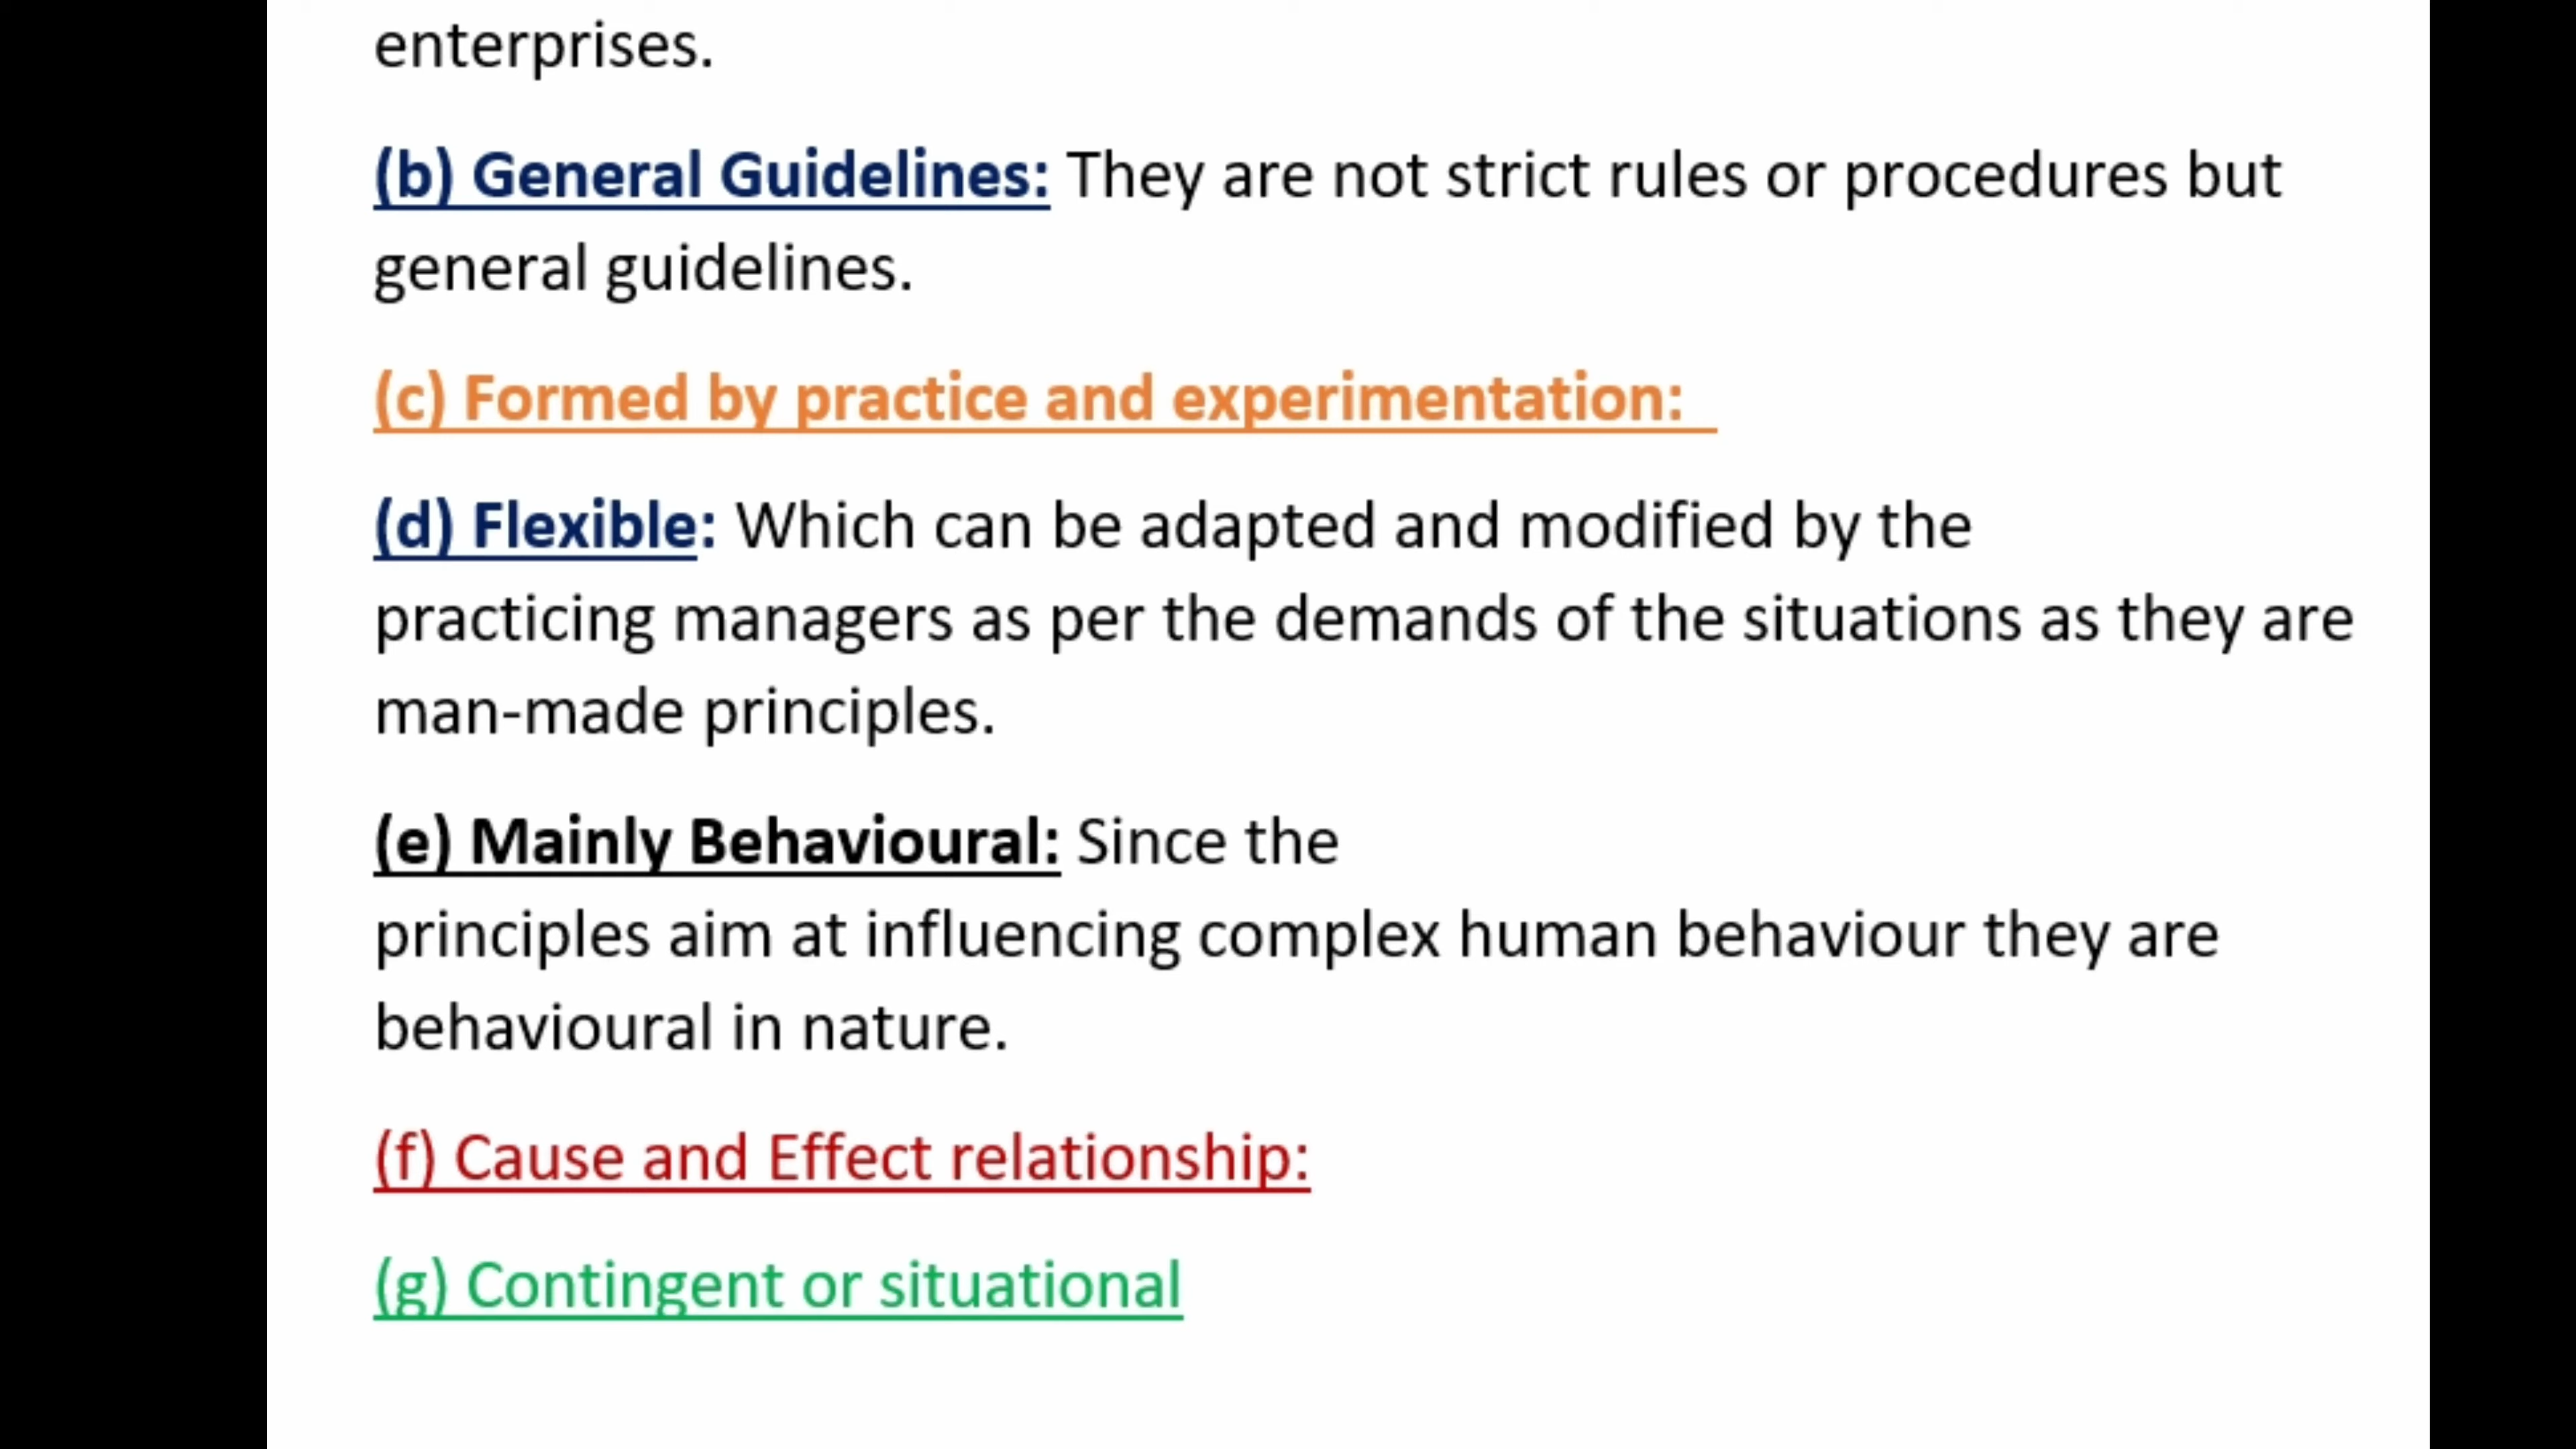 enterprises.
(b) General Guidelines: They are not strict rules or procedures but
general guidelines.
(c) Formed by practice and experimentation:
(d) Flexible: Which can be adapted and modified by the
practicing managers as per the demands of the situations as they are
man-made principles.
(e) Mainly Behavioural: Since the
principles aim at influencing complex human behaviour they are
behavioural in nature.
(f) Cause and Effect relationship:
(g) Contingent or situational